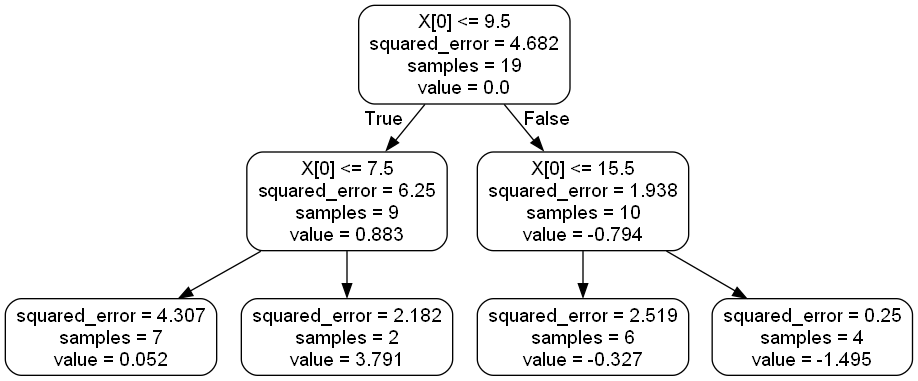 X[0] <= 9.5
squared_error = 4.682
samples = 19
value = 0.0
True
False
X[0] <= 7.5
squared_error = 6.25
samples = 9
value = 0.883
X[0] <= 15.5
squared_error = 1.938
samples = 10
value = -0.794
squared_error = 4.307
samples = 7
value = 0.052
squared_error = 2.182
samples = 2
value = 3.791
squared_error = 2.519
samples = 6
value = -0.327
squared_error = 0.25
samples = 4
value = -1.495